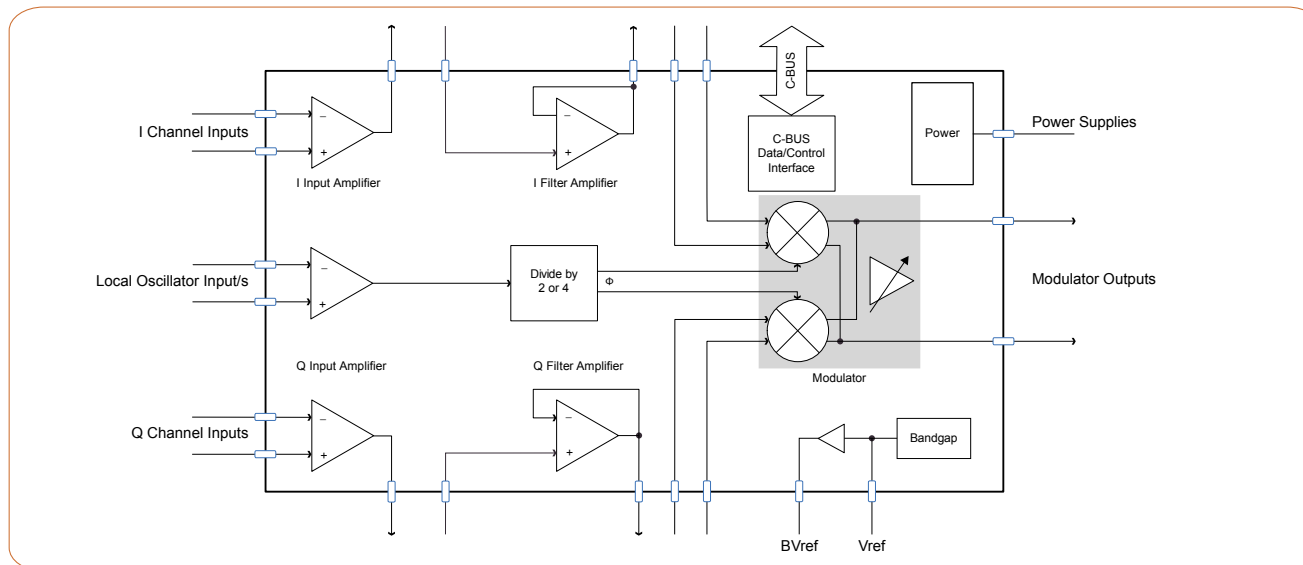 C-BUS
I Channel Inputs
−
+
I Input Amplifier
−
+
I Filter Amplifier
C-BUS
Data/Control
Interface
Power
Power Supplies
Local Oscillator Input/s
−
+
Divide by
2 or 4
Φ
Modulator Outputs
Modulator
Q Input Amplifier
Q Filter Amplifier
Q Channel Inputs
−
+
−
+
Bandgap
BVref
Vref